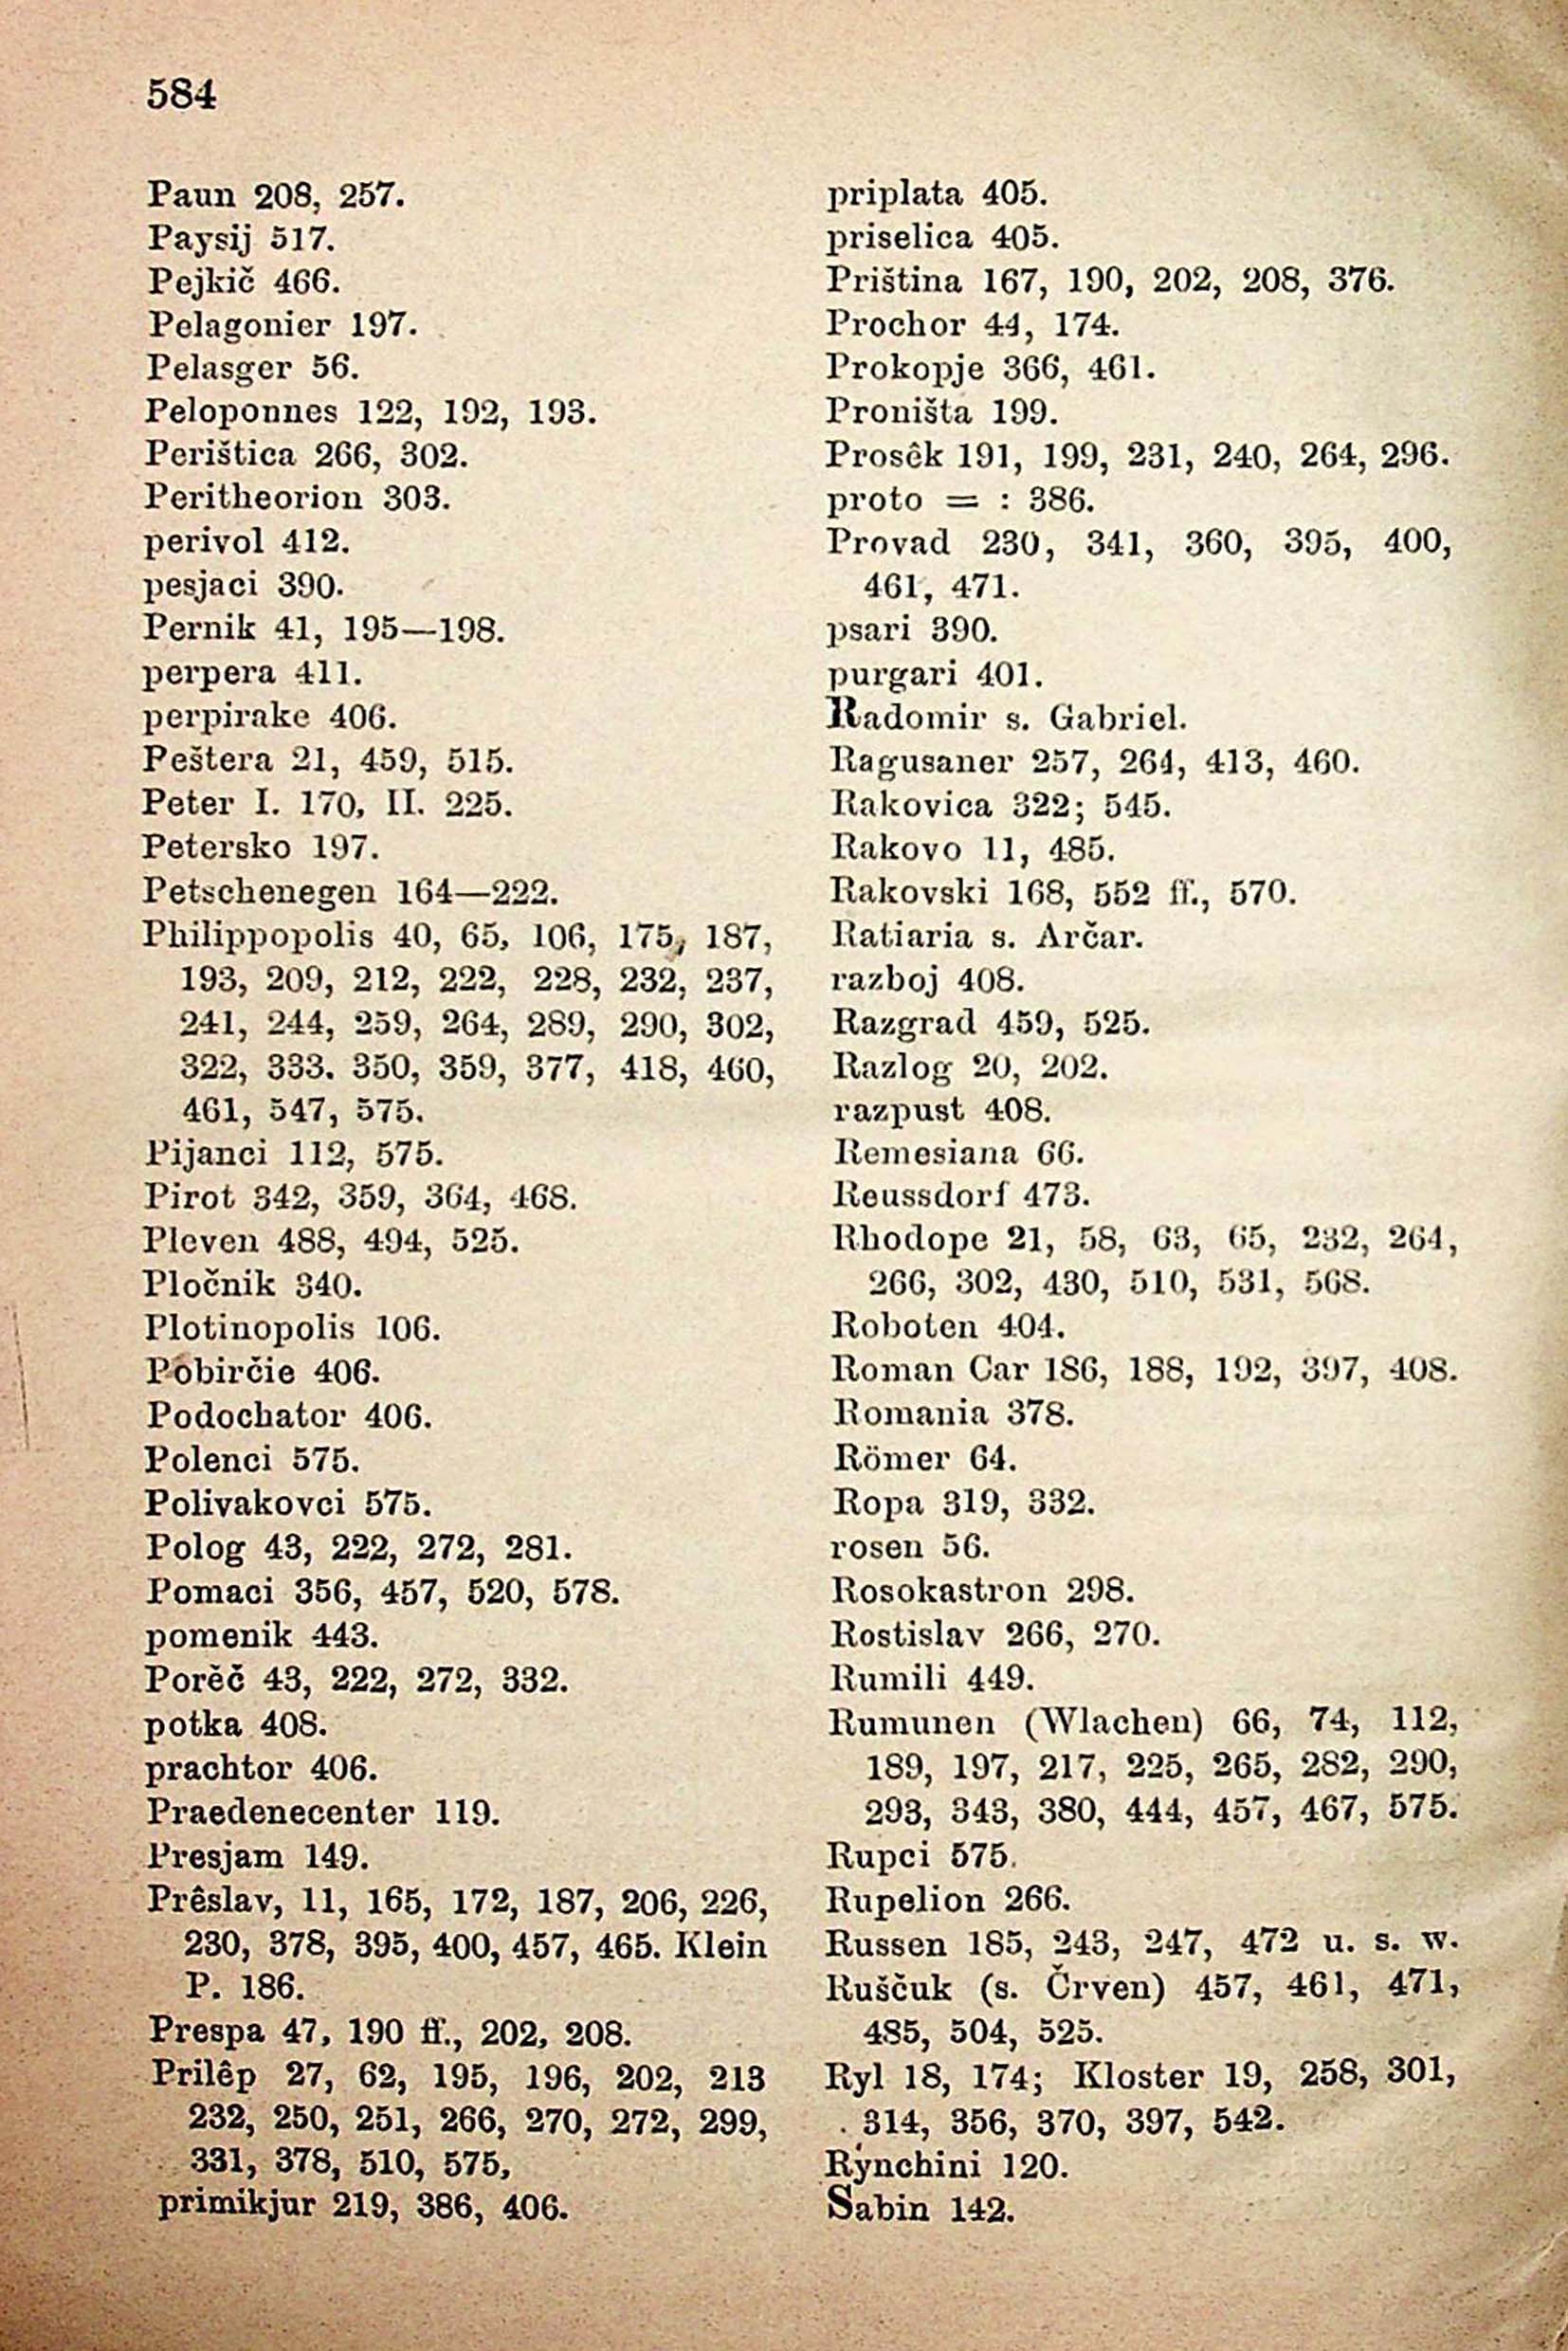 584
Paun 208, 257.
Paysij 517.
Pejkič 466.
Pelagonier 197.
Pelasger 56.
Peloponnes 122, 192, 193.
Perištica 266, 302.
Peritheorion 303.
perivol 412.
pesjaci 390.
Pernik 41, 195—198.
perpera 411.
perpirake 406.
Peštera 21, 459, 515.
Peter I. 170, II. 225.
Petersko 197.
Petschenegen 164—222.
Philippopolis 40, 65, 106, 175, 187,
193, 209, 212, 222, 228, 232, 237,
241, 244, 259, 264, 289, 290, 302,
322, 333. 350, 359, 377, 418, 460,
461, 547, 575.
Pijanci 112, 575.
Pirot 342, 359, 364, 468.
Pleven 488, 494, 525.
Pločnik 340.
Plotinopolis 106.
Pobirčie 406.
Podochator 406.
Polenci 575.
Polivakovci 575.
Polog 43, 222, 272, 281.
Pomaci 356, 457, 520, 578.
pomenik 443.
Porěč 43, 222, 272, 332.
potka 408.
prachtor 406.
Praedenecenter 119.
Presjam 149.
Prêslav, 11, 165, 172, 187, 206, 226,
230, 378, 395, 400, 457, 465. Klein
P. 186.
Prespa 47, 190 ff., 202, 208.
Prilêp 27, 62, 195, 196, 202, 213
232, 250, 251, 266, 270, 272, 299,
331, 378, 510, 575,
primikjur 219, 386, 406.
priplata 405.
priselica 405.
Priština 167, 190, 202, 208, 376.
Prochor 44, 174.
Prokopje 366, 461.
Proništa 199.
Prosêk 191, 199, 231, 240, 264, 296.
proto = : 386.
Provad 230, 341, 360, 395, 400,
461, 471.
psari 390.
purgari 401.
Radomir s. Gabriel.
Ragusaner 257, 264, 413, 460.
Rakovica 322; 545.
Rakovo 11, 485.
Rakovski 168, 552 ff., 570.
Ratiaria s. Arčar.
razboj 408.
Razgrad 459, 525.
Razlog 20, 202.
razpust 408.
Remesiana 66.
Reussdorf 473.
Rhodope 21, 58, 63, 65, 232, 264,
266, 302, 430, 510, 531, 568.
Roboten 404.
Roman Car 186, 188, 192, 397, 408.
Romania 378.
Römer 64.
Ropa 319, 332.
rosen 56.
Rosokastron 298.
Rostislav 266, 270.
Rumili 449.
Rumunen (Wlachen) 66, 74, 112,
189, 197, 217, 225, 265, 282, 290,
293, 343, 380, 444, 457, 467, 575.
Rupci 575.
Rupelion 266.
Russen 185, 243, 247, 472 u. s. w.
Ruščuk (s. Črven) 457, 461, 471,
485, 504, 525.
Ryl 18, 174; Kloster 19, 258, 301,
314, 356, 370, 397, 542.
Rynchini 120.
Sabin 142.